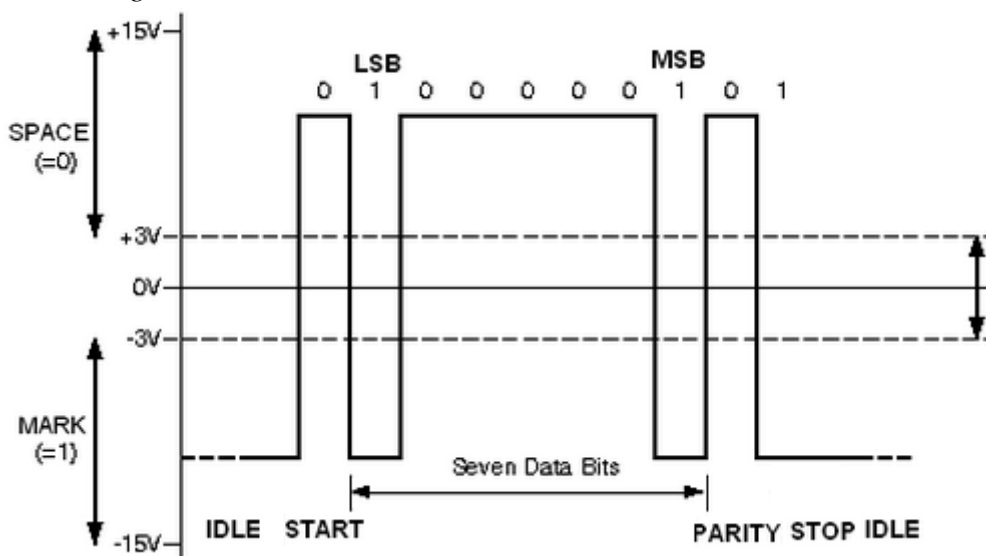 +15V
LSB MSB
0 1 0 0 0 0 0 1 0 1
SPACE
(=0)
+3V
0V
-3V
MARK
(=1)
Seven Data Bits
IDLE START PARITY STOP IDLE
-15V